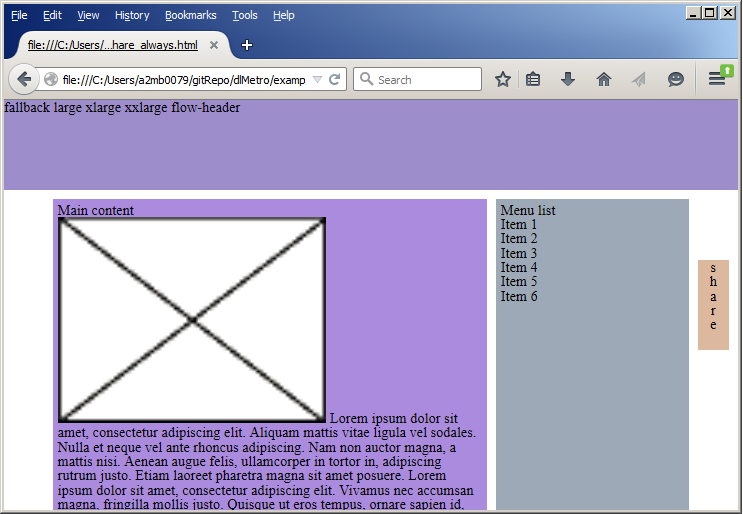 File Edit View History Bookmarks Tools Help
file:///C:/Users/...hare_always.html
file:///C:/Users/a2mb0079/gitRepo/dlMetro/examp
Search
fallback large xlarge xxlarge flow-header
Main content
Lorem ipsum dolor sit
amet, consectetur adipiscing elit. Aliquam mattis vitae ligula vel sodales.
Nulla et neque vel ante rhoncus adipiscing. Nam non auctor magna, a
mattis nisi. Aenean augue felis, ullamcorper in tortor in, adipiscing
rutrum justo. Etiam laoreet pharetra magna sit amet posuere. Lorem
ipsum dolor sit amet, consectetur adipiscing elit. Vivamus nec accumsan
magna, fringilla mollis justo. Quisque ut eros tempus, ornare sapien id,
Menu list
Item 1
Item 2
Item 3
Item 4
Item 5
Item 6
s
h
a
r
e